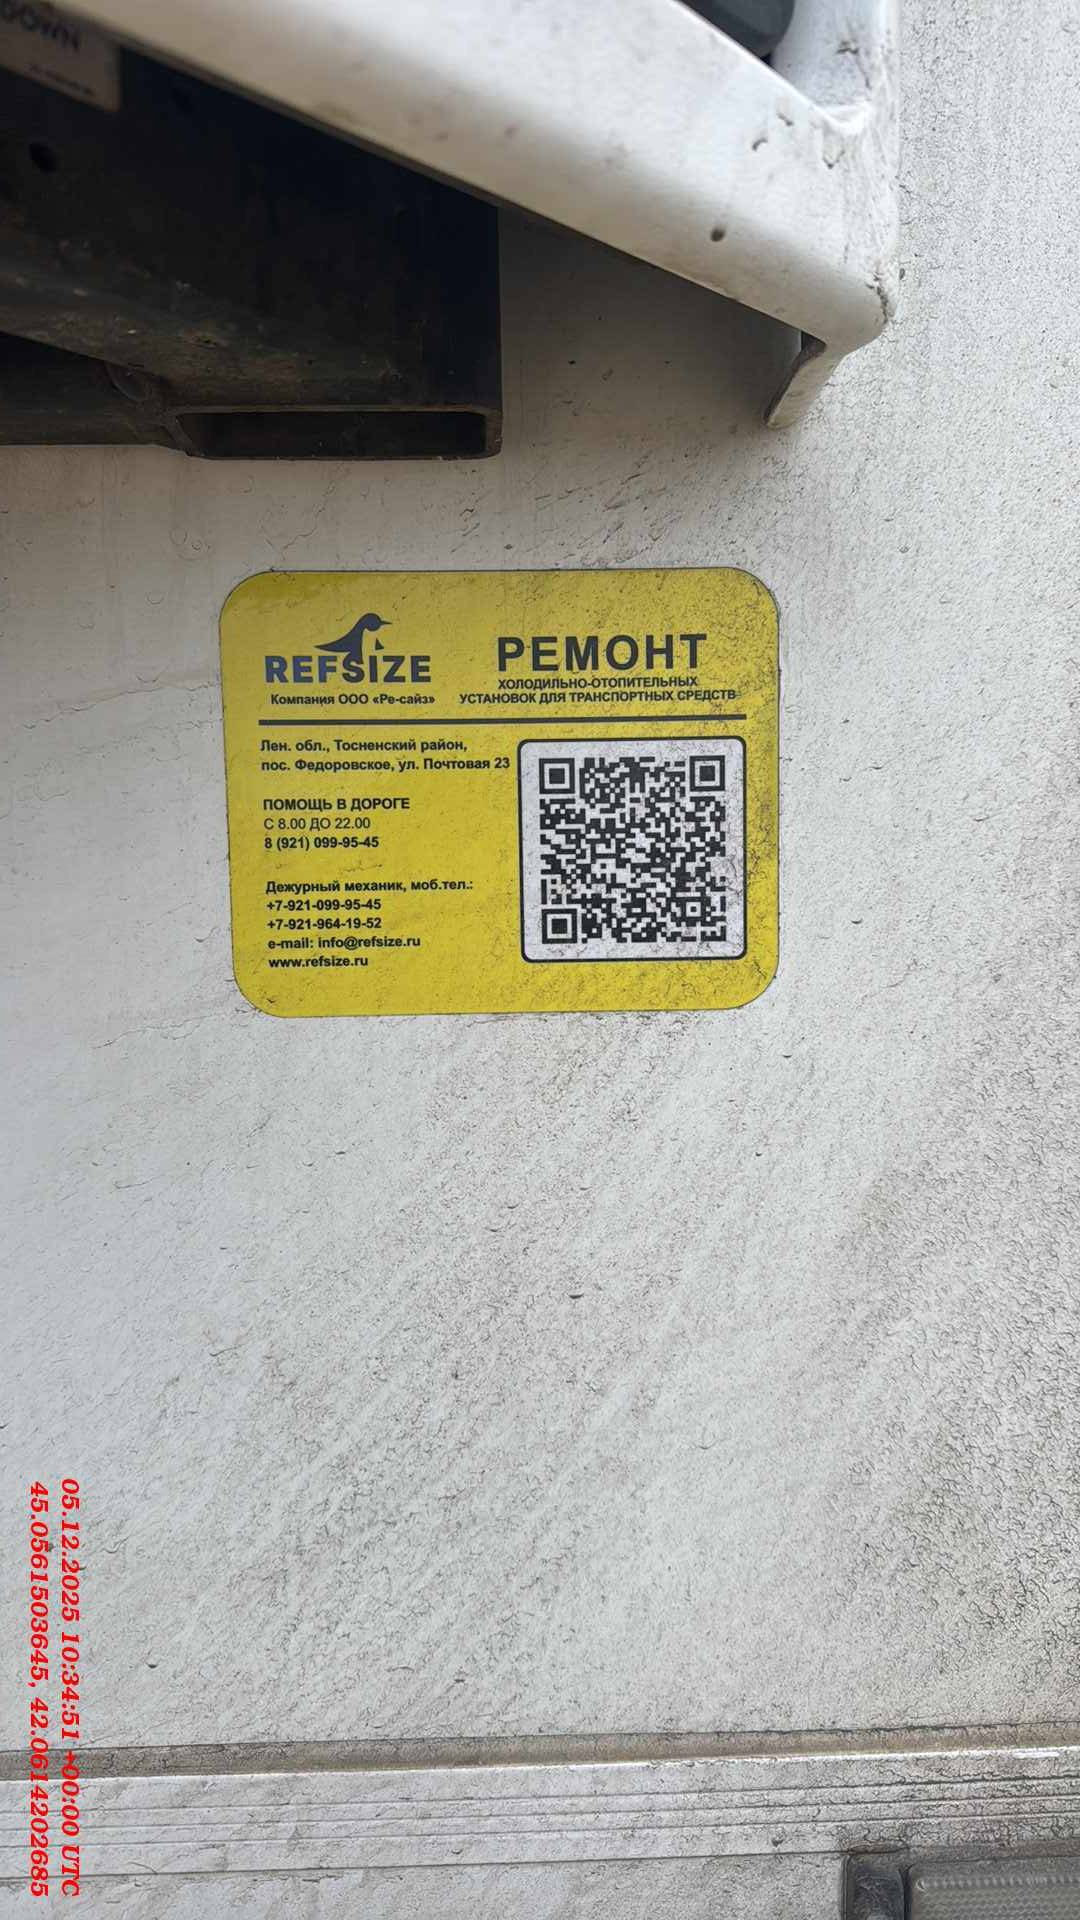 DOWN
REFSIZE
Компания ООО «Ре-сайз»
РЕМОНТ
ХОЛОДИЛЬНО-ОТОПИТЕЛЬНЫХ
УСТАНОВОК ДЛЯ ТРАНСПОРТНЫХ СРЕДСТВ
Лен. обл., Тосненский район,
пос. Федоровское, ул. Почтовая 23
ПОМОЩЬ В ДОРОГЕ
С 8.00 ДО 22.00
8 (921) 099-95-45
Дежурный механик, моб.тел.:
+7-921-099-95-45
+7-921-964-19-52
e-mail: info@refsize.ru
www.refsize.ru
05.12.2025 10:34:51 +00:00 UTC
45.0561503645, 42.0614202685